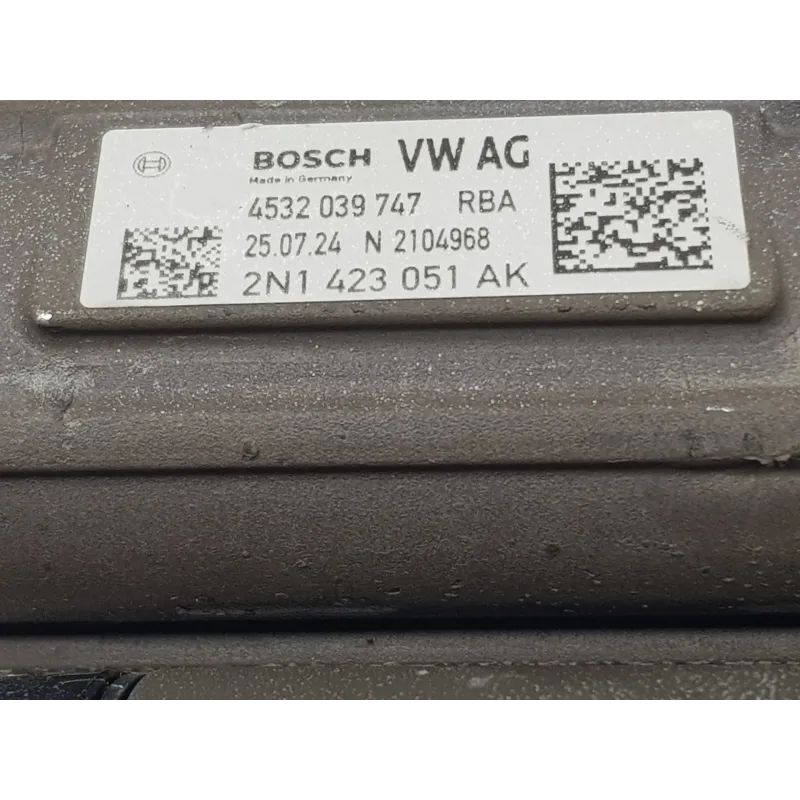 BOSCH VW AG
Made in Germany
4532 039 747 RBA
25.07.24 N 2104968
2N1 423 051 AK